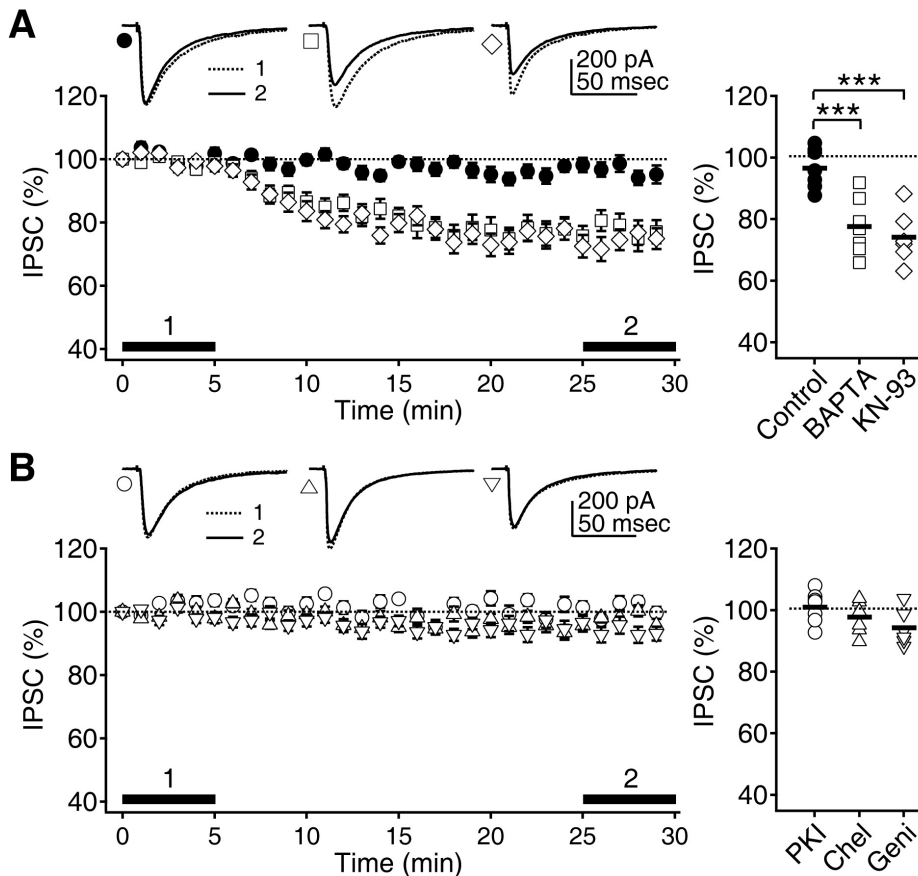 A
1
2
200 pA
50 msec
120
100
80
60
40
IPSC (%)
1
2
0
5
10
15
20
25
30
Time (min)
120
100
80
60
40
IPSC (%)
***
***
Control
BAPTA
KN-93
B
1
2
200 pA
50 msec
120
100
80
60
40
IPSC (%)
1
2
0
5
10
15
20
25
30
Time (min)
120
100
80
60
40
IPSC (%)
PKI
Chel
Geni